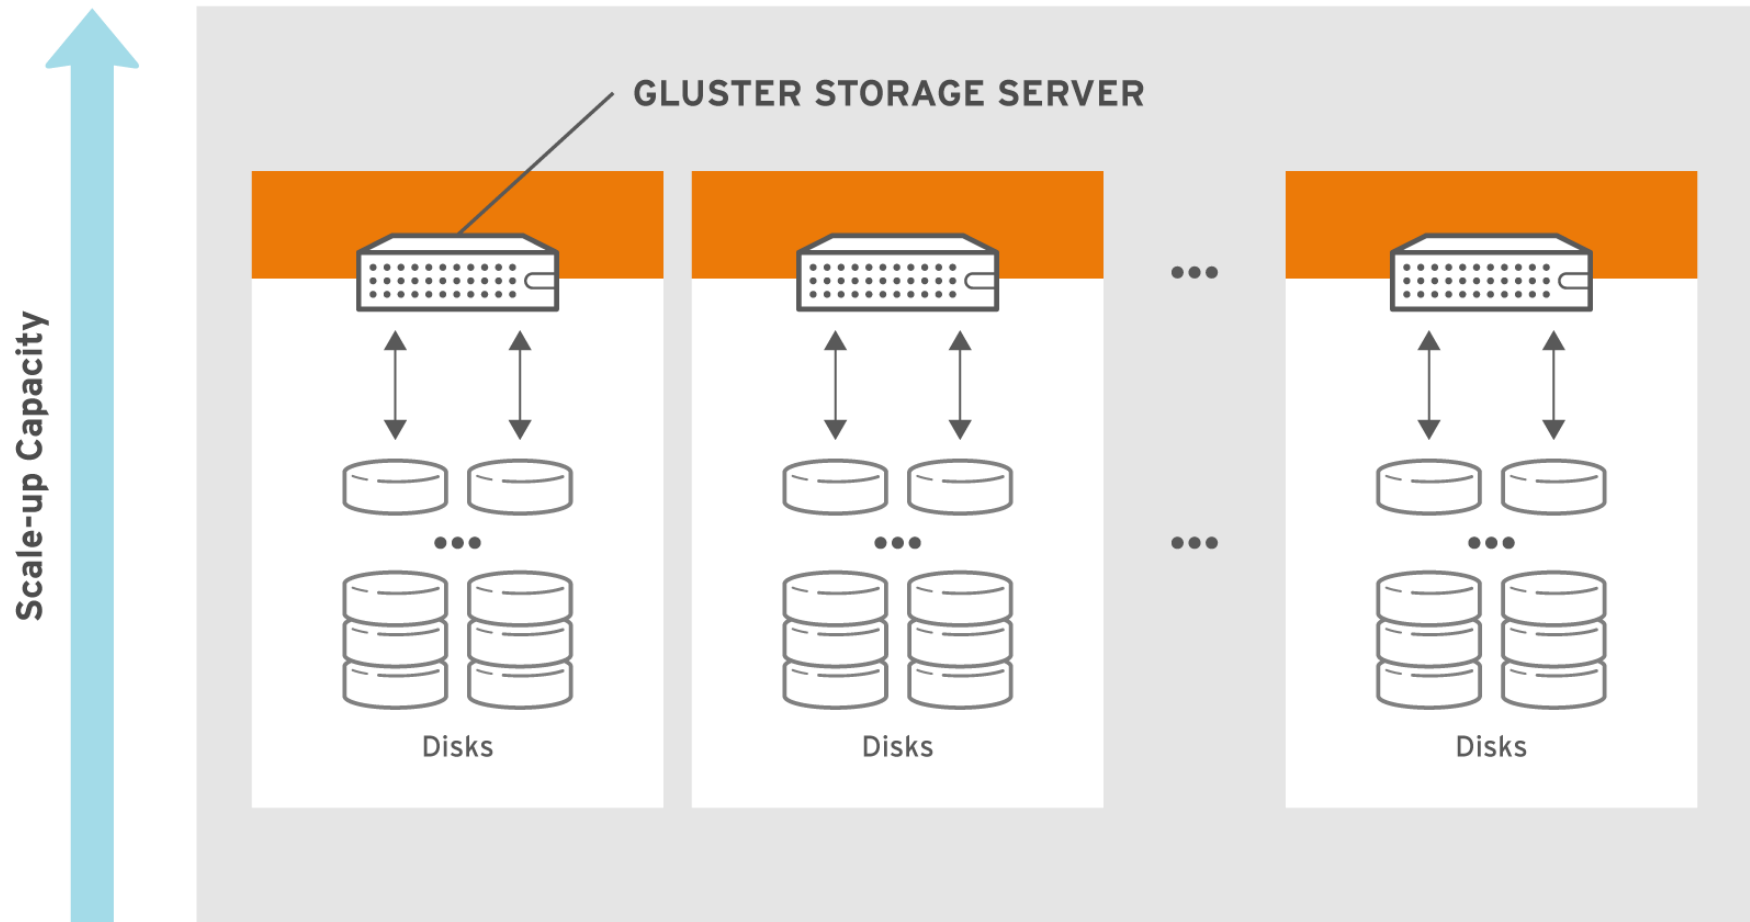 GLUSTER STORAGE SERVER
Scale-up Capacity
Disks
Disks
Disks